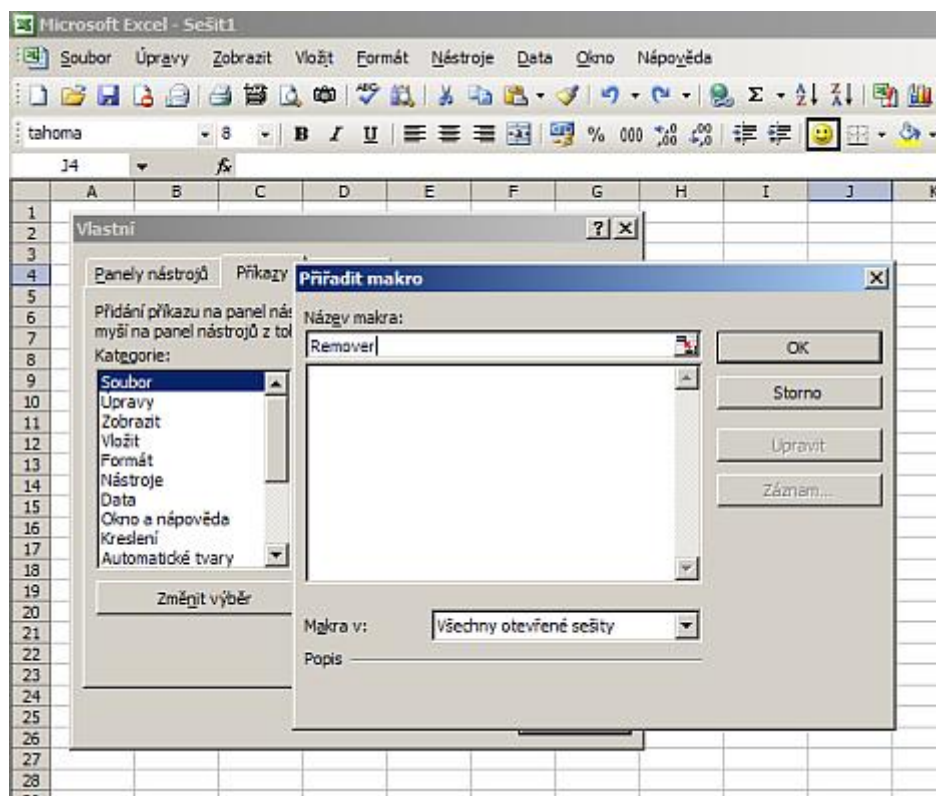 Microsoft Excel - Sešit1
Soubor Úpravy Zobrazit Vložit Formát Nástroje Data Okno Nápověda
tahoma 8 B I U % 000
J4 fx
A B C D E F G H I J K
1
2
3
4
5
6
7
8
9
10
11
12
13
14
15
16
17
18
19
20
21
22
23
24
25
26
27
28
Vlastní
Panely nástrojů Příkazy
Přidání příkazu na panel nás
myší na panel nástrojů z tol
Kategorie:
Soubor
Úpravy
Zobrazit
Vložit
Formát
Nástroje
Data
Okno a nápověda
Kreslení
Automatické tvary
Změnit výběr
Přiřadit makro
Název makra:
Remover
OK
Storno
Upravit
Záznam...
Makra v: Všechny otevřené sešity
Popis